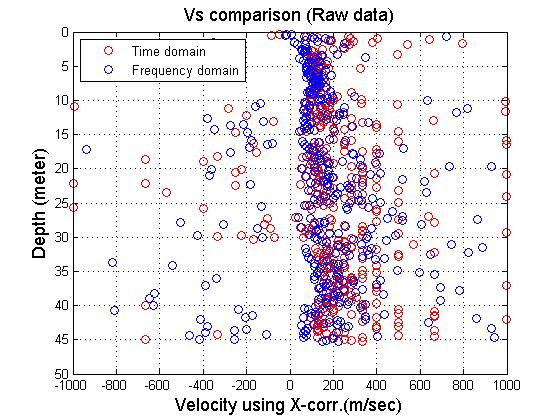 Vs comparison (Raw data)
Time domain
Frequency domain
0
5
10
15
20
25
30
35
40
45
50
Depth (meter)
-1000 -800 -600 -400 -200 0 200 400 600 800 1000
Velocity using X-corr.(m/sec)